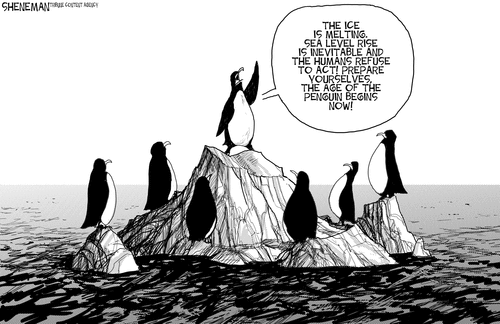 SHENEMAN TRIBUNE CONTENT AGENCY
THE ICE
IS MELTING.
SEA LEVEL RISE
IS INEVITABLE AND
THE HUMANS REFUSE
TO ACT! PREPARE
YOURSELVES,
THE AGE OF THE
PENGUIN BEGINS
NOW!